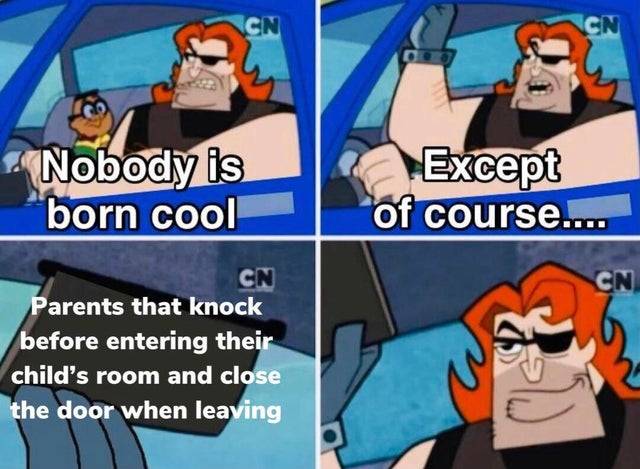 CN
Nobody is
born cool
CN
Except
of course....
CN
Parents that knock
before entering their
child's room and close
the door when leaving
CN